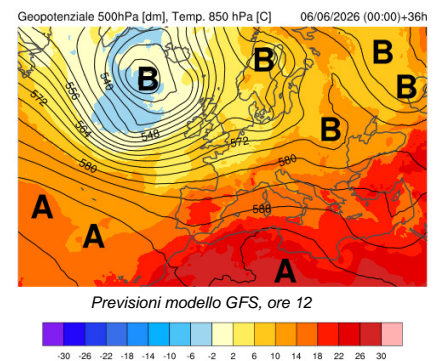 Geopotenziale 500hPa [dm], Temp. 850 hPa [C] 06/06/2026 (00:00)+36h
B B B
540
B
556
572
548
564
B
572
580
580
588
A
A
A
Previsioni modello GFS, ore 12
-30 -26 -22 -18 -14 -10 -6 -2 2 6 10 14 18 22 26 30